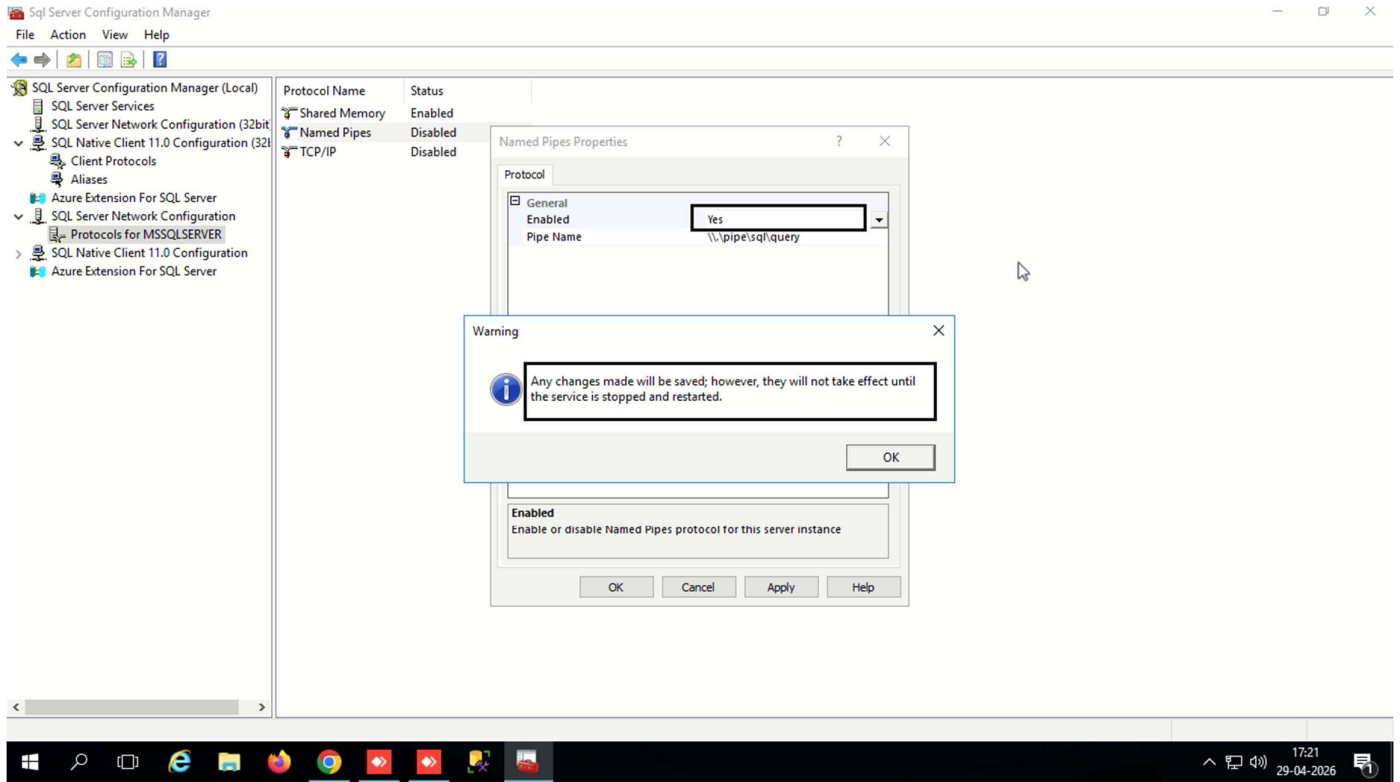 Sql Server Configuration Manager
File Action View Help
SQL Server Configuration Manager (Local)
SQL Server Services
SQL Server Network Configuration (32bit
SQL Native Client 11.0 Configuration (32
Client Protocols
Aliases
Azure Extension For SQL Server
SQL Server Network Configuration
Protocols for MSSQLSERVER
SQL Native Client 11.0 Configuration
Azure Extension For SQL Server
Protocol Name Status
Shared Memory Enabled
Named Pipes Disabled
TCP/IP Disabled
Named Pipes Properties
Protocol
General
Enabled Yes
Pipe Name \\.\pipe\sql\query
Warning
Any changes made will be saved; however, they will not take effect until
the service is stopped and restarted.
OK
Enabled
Enable or disable Named Pipes protocol for this server instance
OK Cancel Apply Help
17:21
29-04-2026
1